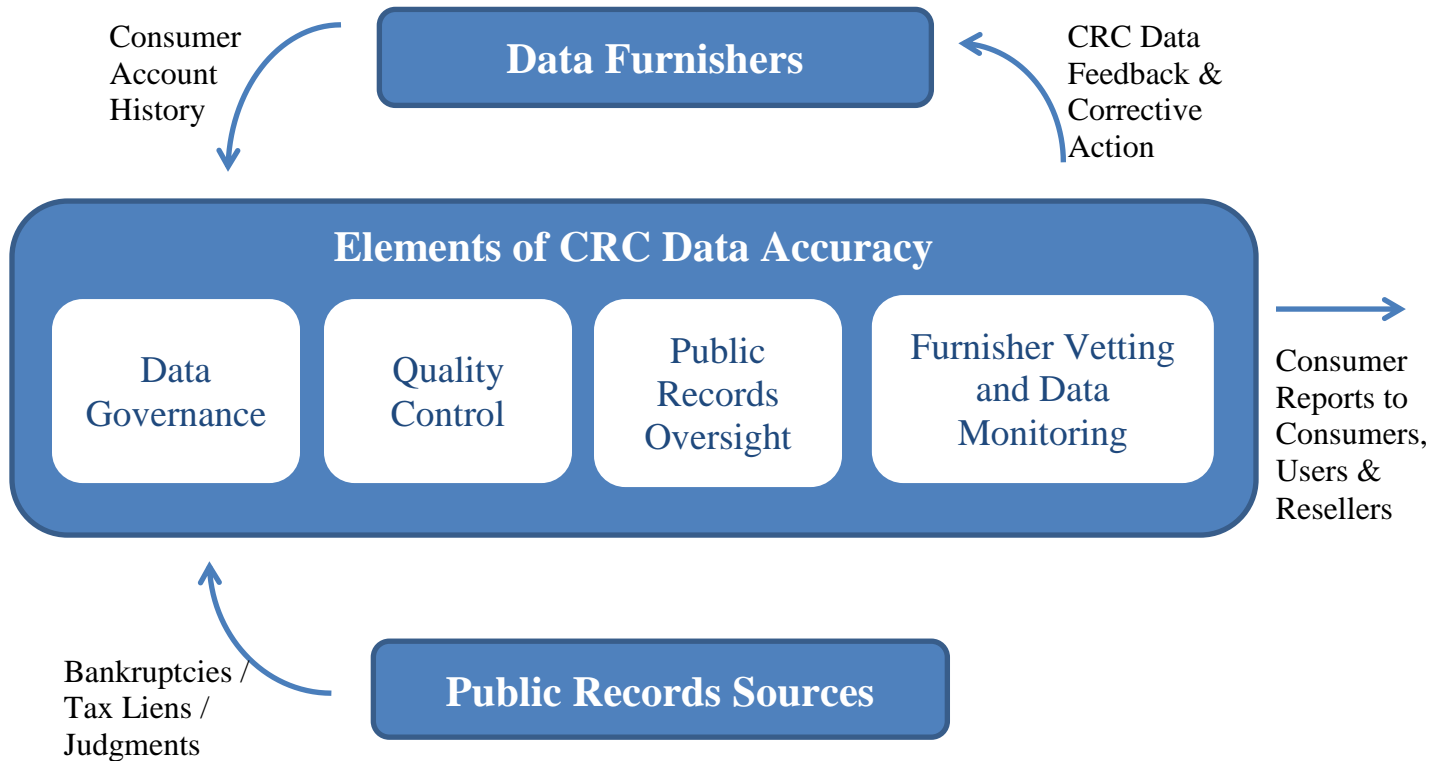 Consumer
Account
History
Data Furnishers
CRC Data
Feedback &
Corrective
Action
Elements of CRC Data Accuracy
Data
Governance
Quality
Control
Public
Records
Oversight
Furnisher Vetting
and Data
Monitoring
Consumer
Reports to
Consumers,
Users &
Resellers
Bankruptcies /
Tax Liens /
Judgments
Public Records Sources